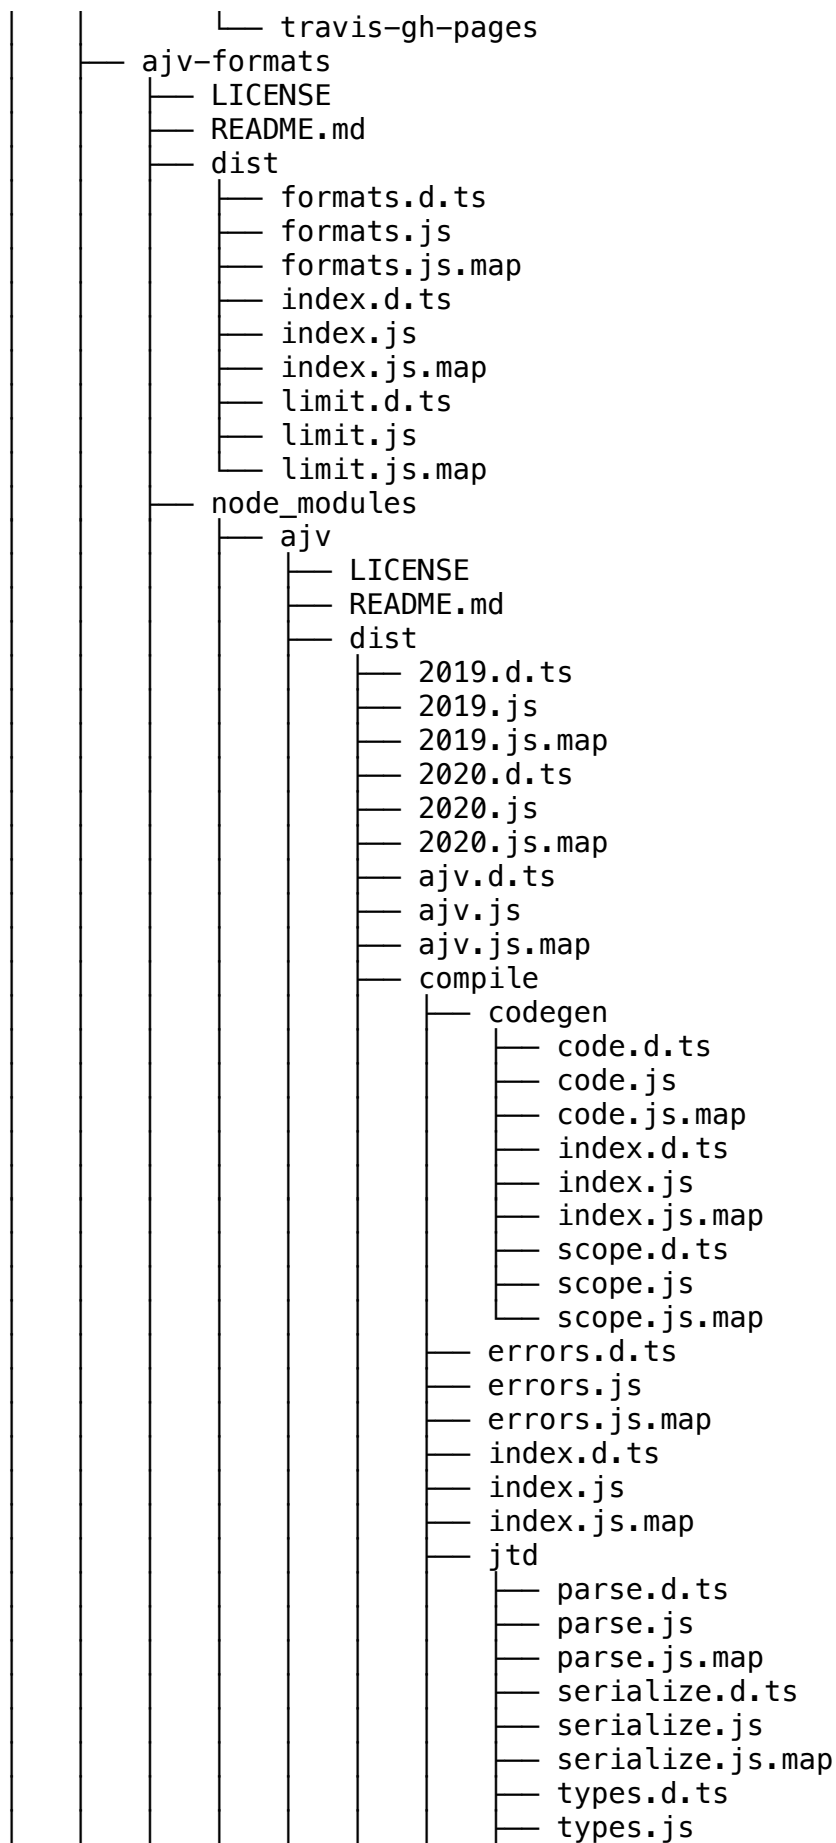 │   │       └── travis-gh-pages
│   ├── ajv-formats
│   │   ├── LICENSE
│   │   ├── README.md
│   │   ├── dist
│   │   │   ├── formats.d.ts
│   │   │   ├── formats.js
│   │   │   ├── formats.js.map
│   │   │   ├── index.d.ts
│   │   │   ├── index.js
│   │   │   ├── index.js.map
│   │   │   ├── limit.d.ts
│   │   │   ├── limit.js
│   │   │   └── limit.js.map
│   │   ├── node_modules
│   │   │   ├── ajv
│   │   │   │   ├── LICENSE
│   │   │   │   ├── README.md
│   │   │   │   ├── dist
│   │   │   │   │   ├── 2019.d.ts
│   │   │   │   │   ├── 2019.js
│   │   │   │   │   ├── 2019.js.map
│   │   │   │   │   ├── 2020.d.ts
│   │   │   │   │   ├── 2020.js
│   │   │   │   │   ├── 2020.js.map
│   │   │   │   │   ├── ajv.d.ts
│   │   │   │   │   ├── ajv.js
│   │   │   │   │   ├── ajv.js.map
│   │   │   │   │   ├── compile
│   │   │   │   │   │   ├── codegen
│   │   │   │   │   │   │   ├── code.d.ts
│   │   │   │   │   │   │   ├── code.js
│   │   │   │   │   │   │   ├── code.js.map
│   │   │   │   │   │   │   ├── index.d.ts
│   │   │   │   │   │   │   ├── index.js
│   │   │   │   │   │   │   ├── index.js.map
│   │   │   │   │   │   │   ├── scope.d.ts
│   │   │   │   │   │   │   ├── scope.js
│   │   │   │   │   │   │   └── scope.js.map
│   │   │   │   │   │   ├── errors.d.ts
│   │   │   │   │   │   ├── errors.js
│   │   │   │   │   │   ├── errors.js.map
│   │   │   │   │   │   ├── index.d.ts
│   │   │   │   │   │   ├── index.js
│   │   │   │   │   │   ├── index.js.map
│   │   │   │   │   │   ├── jtd
│   │   │   │   │   │   │   ├── parse.d.ts
│   │   │   │   │   │   │   ├── parse.js
│   │   │   │   │   │   │   ├── parse.js.map
│   │   │   │   │   │   │   ├── serialize.d.ts
│   │   │   │   │   │   │   ├── serialize.js
│   │   │   │   │   │   │   ├── serialize.js.map
│   │   │   │   │   │   │   ├── types.d.ts
│   │   │   │   │   │   │   ├── types.js